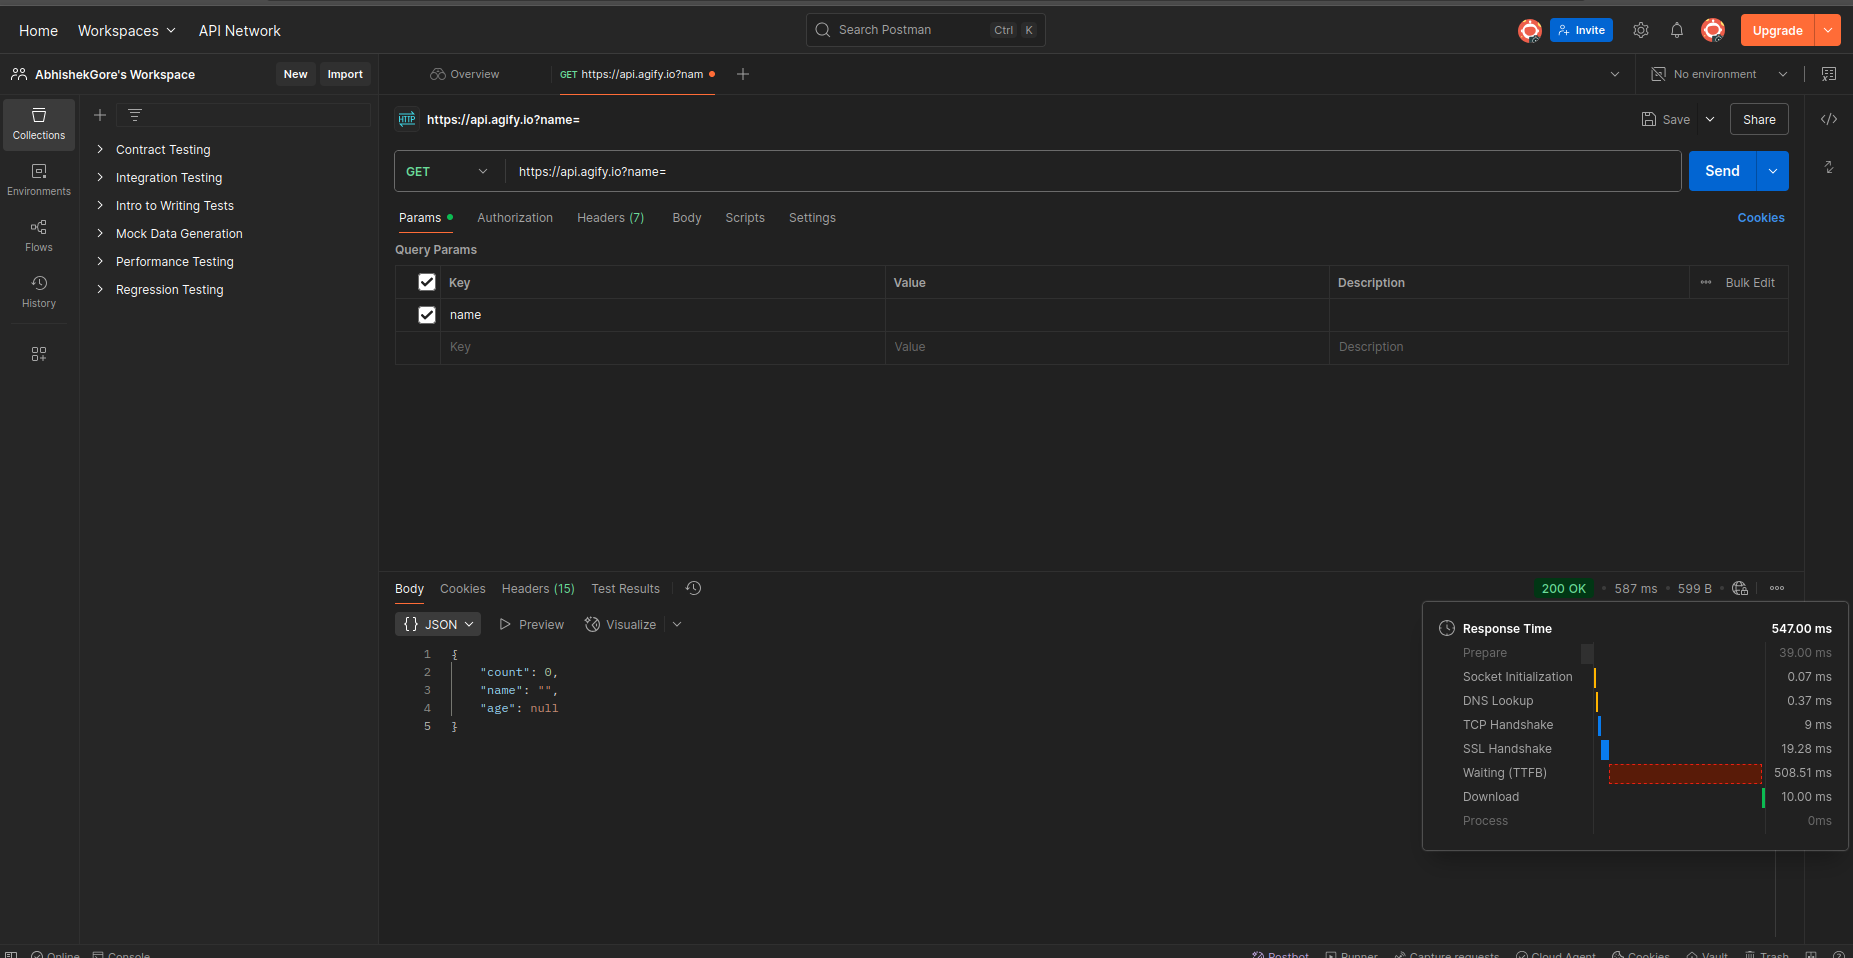 Home Workspaces API Network Search Postman Ctrl K Invite Upgrade
AbhishekGore's Workspace New Import Overview GET https://api.agify.io?nam No environment
Collections
Environments
Flows
History
Contract Testing
Integration Testing
Intro to Writing Tests
Mock Data Generation
Performance Testing
Regression Testing
HTTP https://api.agify.io?name= Save Share
GET https://api.agify.io?name= Send
Params Authorization Headers (7) Body Scripts Settings Cookies
Query Params
Key Value Description Bulk Edit
name
Key Value Description
Body Cookies Headers (15) Test Results 200 OK 587 ms 599 B
{} JSON Preview Visualize
1 {
2 "count": 0,
3 "name": "",
4 "age": null
5 }
Response Time 547.00 ms
Prepare 39.00 ms
Socket Initialization 0.07 ms
DNS Lookup 0.37 ms
TCP Handshake 9 ms
SSL Handshake 19.28 ms
Waiting (TTFB) 508.51 ms
Download 10.00 ms
Process 0ms
Online Console Postbot Runner Capture requests Cloud Agent Cookies Vault Trash